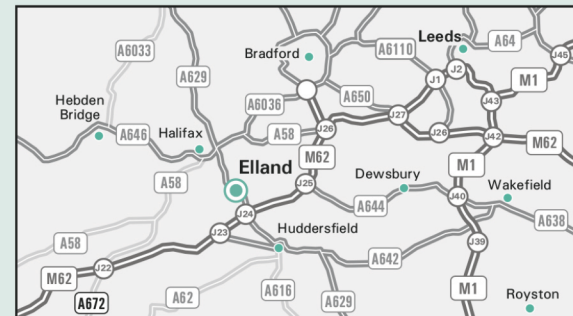 A6033
A629
Bradford
A6110
Leeds
A64
J45
J2
J1
M1
Hebden
Bridge
A6036
A650
J43
A646
Halifax
A58
J26
J27
J26
J42
M62
Elland
M62
M1
A58
J25
Dewsbury
A644
J40
Wakefield
A638
J24
J23
Huddersfield
A58
J39
A642
J22
M62
A672
A62
A616
A629
M1
Royston